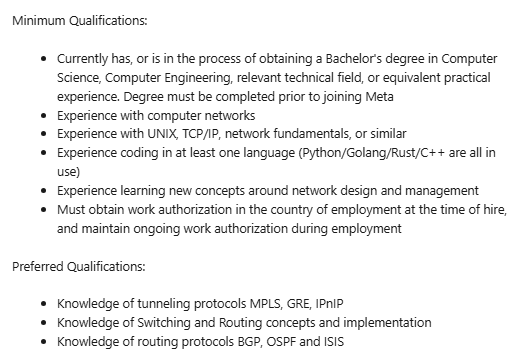 Minimum Qualifications:
• Currently has, or is in the process of obtaining a Bachelor's degree in Computer
Science, Computer Engineering, relevant technical field, or equivalent practical
experience. Degree must be completed prior to joining Meta
• Experience with computer networks
• Experience with UNIX, TCP/IP, network fundamentals, or similar
• Experience coding in at least one language (Python/Golang/Rust/C++ are all in
use)
• Experience learning new concepts around network design and management
• Must obtain work authorization in the country of employment at the time of hire,
and maintain ongoing work authorization during employment
Preferred Qualifications:
• Knowledge of tunneling protocols MPLS, GRE, IPnIP
• Knowledge of Switching and Routing concepts and implementation
• Knowledge of routing protocols BGP, OSPF and ISIS